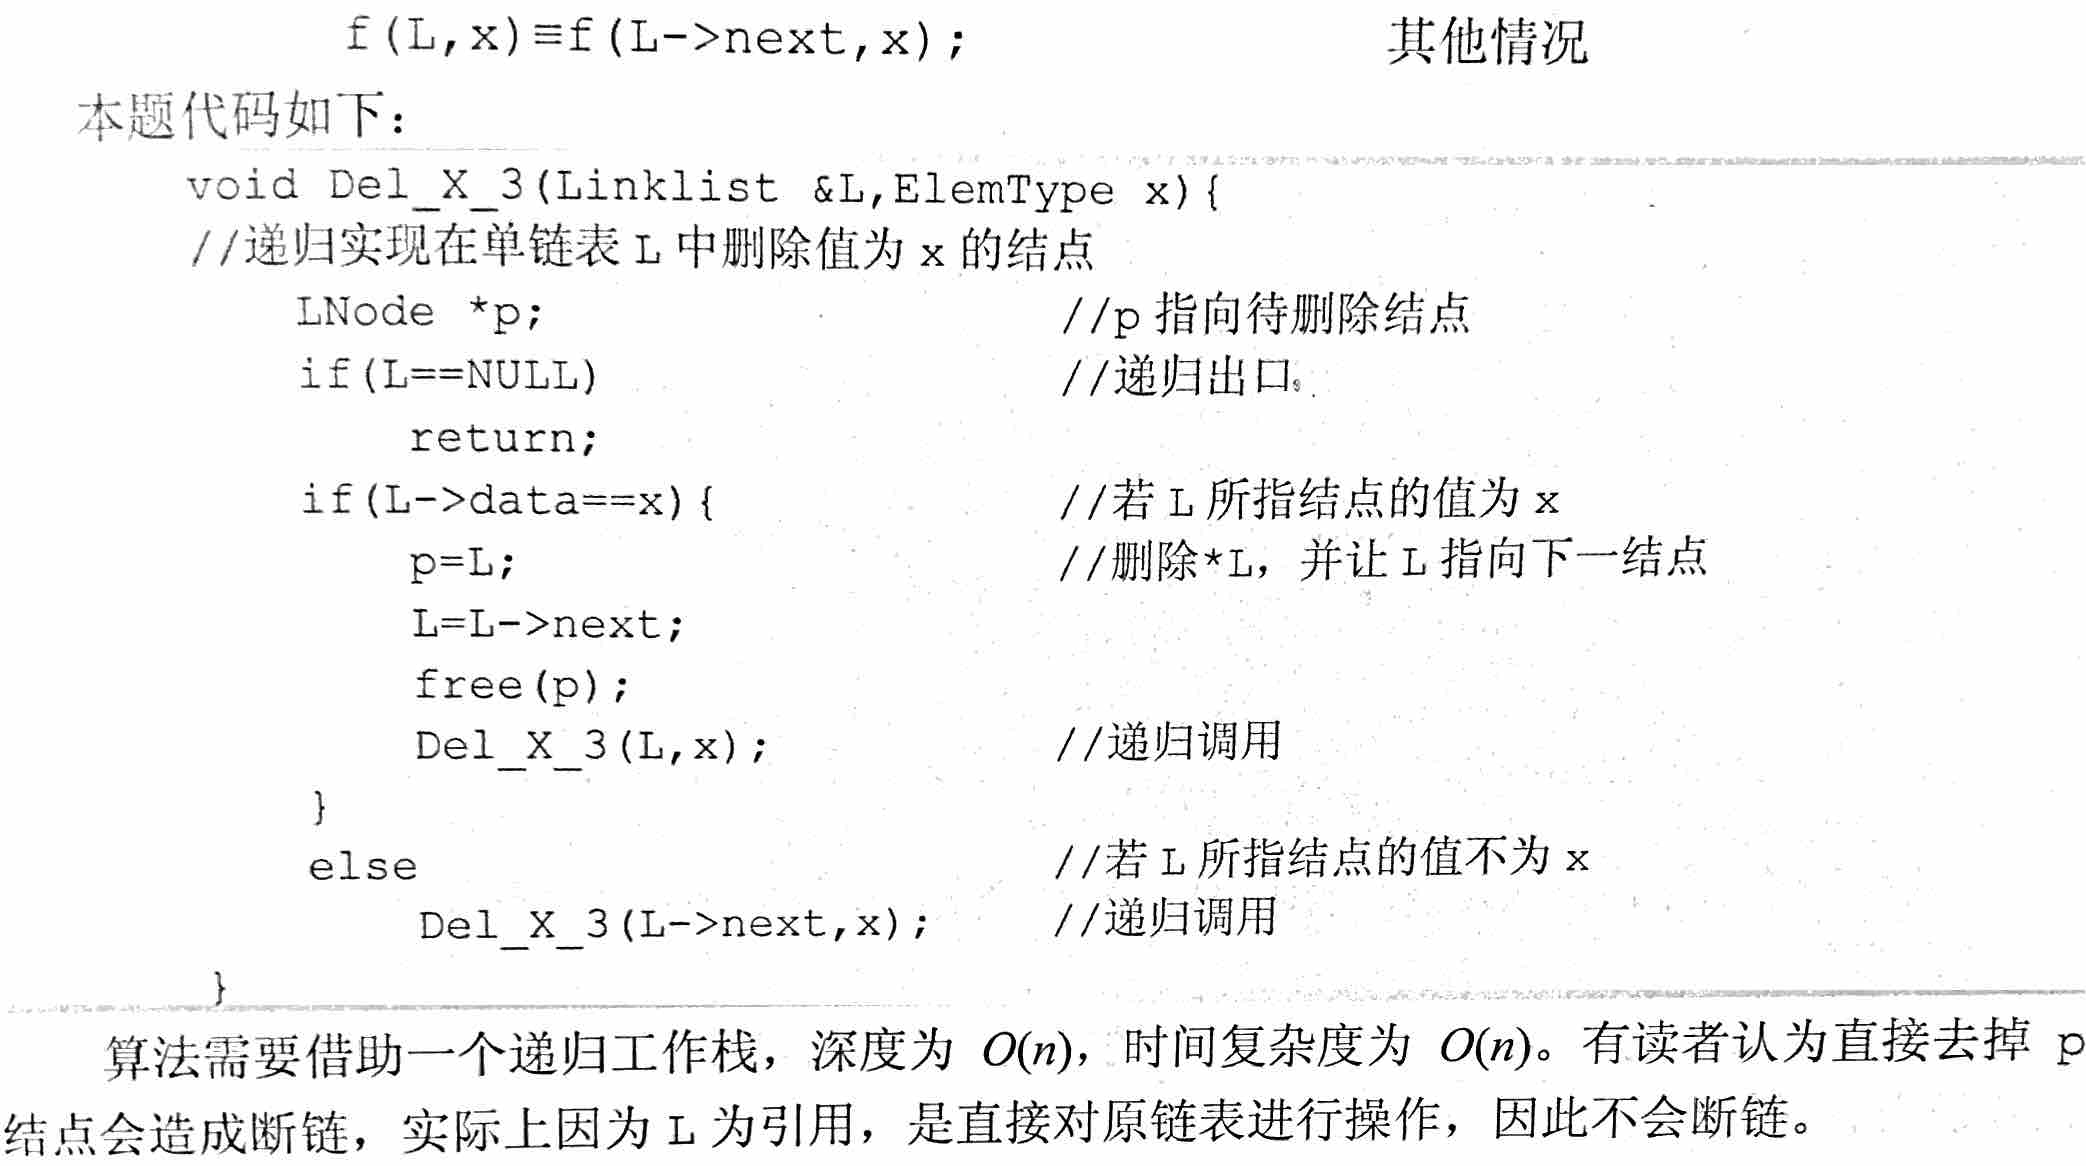 f(L,x)≡f(L->next,x); 其他情况
本题代码如下：
void Del_X_3(Linklist &L,ElemType x){
//递归实现在单链表 L 中删除值为 x 的结点
LNode *p; //p 指向待删除结点
if(L==NULL) //递归出口
return;
if(L->data==x){ //若 L 所指结点的值为 x
p=L; //删除*L，并让 L 指向下一结点
L=L->next;
free(p);
Del_X_3(L,x); //递归调用
}
else //若 L 所指结点的值不为 x
Del_X_3(L->next,x); //递归调用
}
算法需要借助一个递归工作栈，深度为 O(n)，时间复杂度为 O(n)。有读者认为直接去掉 p
结点会造成断链，实际上因为 L 为引用，是直接对原链表进行操作，因此不会断链。